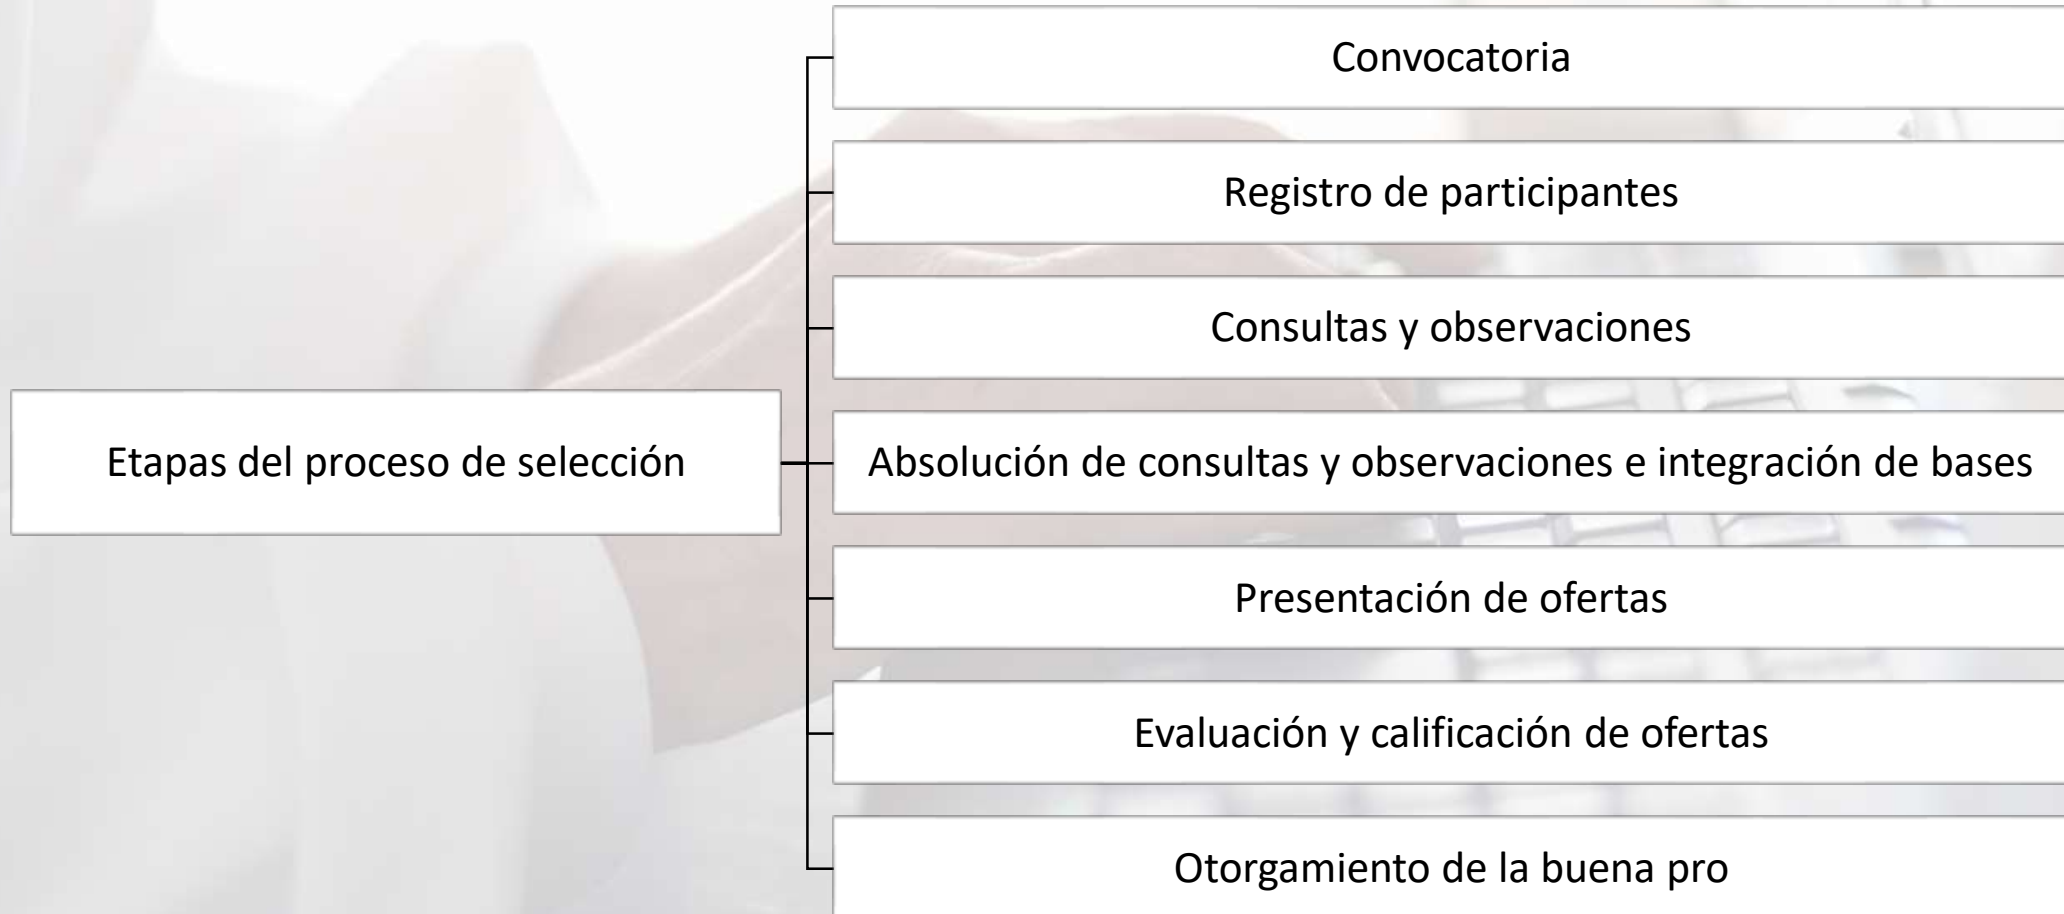 Etapas del proceso de selección
Convocatoria
Registro de participantes
Consultas y observaciones
Absolución de consultas y observaciones e integración de bases
Presentación de ofertas
Evaluación y calificación de ofertas
Otorgamiento de la buena pro